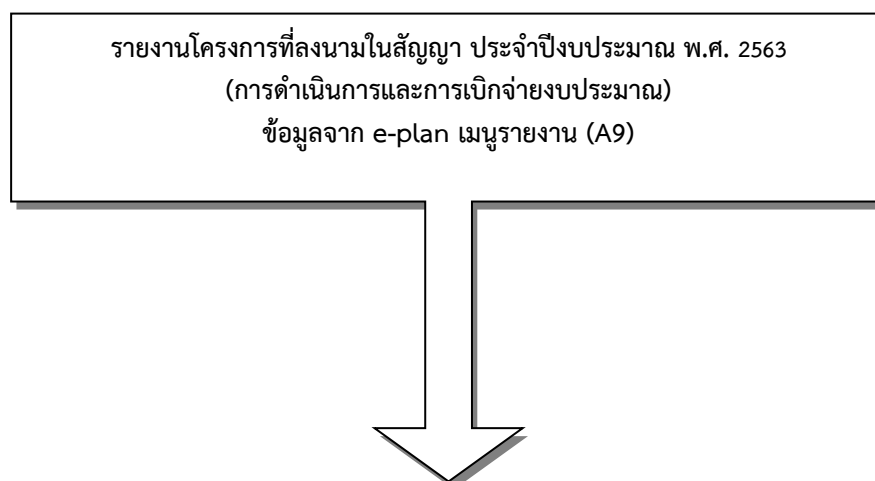 รายงานโครงการที่ลงนามในสัญญา ประจำปีงบประมาณ พ.ศ. 2563
(การดำเนินการและการเบิกจ่ายงบประมาณ)
ข้อมูลจาก e-plan เมนูรายงาน (A9)